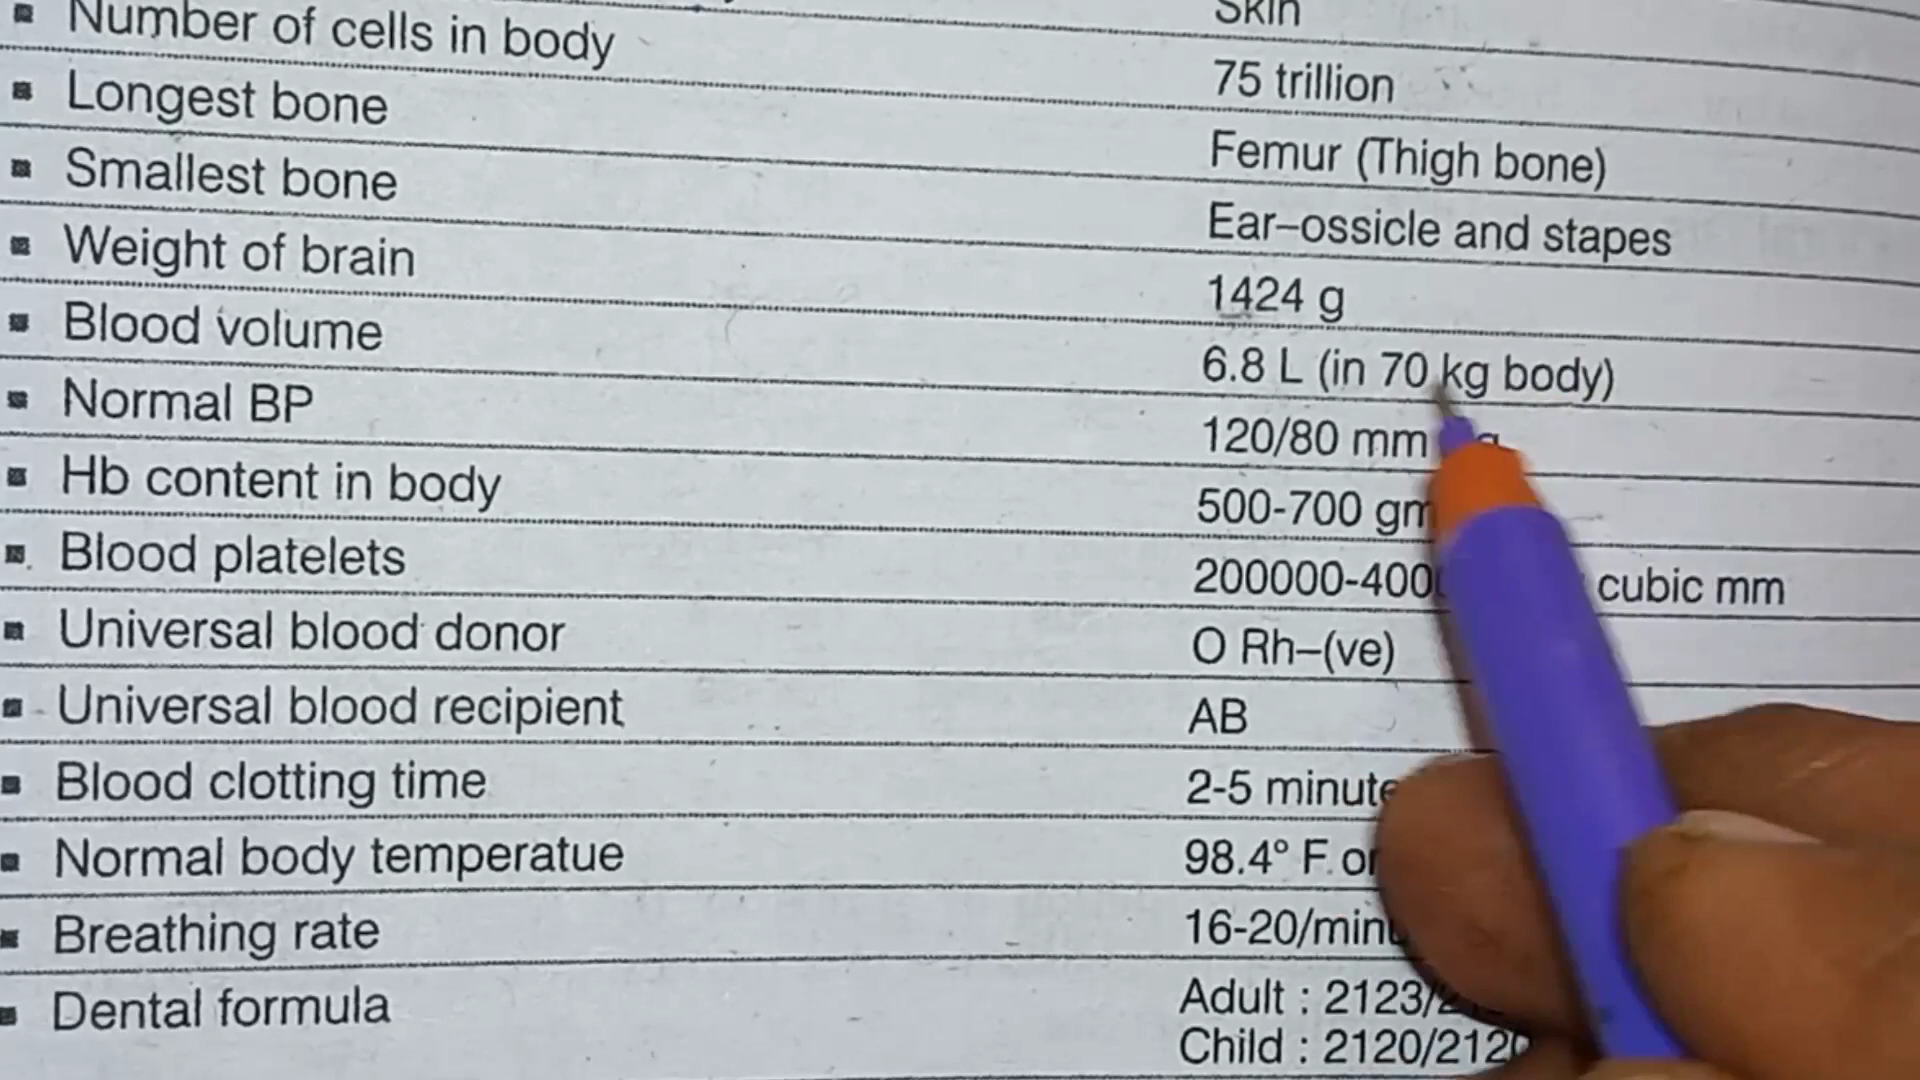 Skin
Number of cells in body 75 trillion
Longest bone Femur (Thigh bone)
Smallest bone Ear–ossicle and stapes
Weight of brain 1424 g
Blood volume 6.8 L (in 70 kg body)
Normal BP 120/80 mm
Hb content in body 500-700 gm
Blood platelets 200000-400 cubic mm
Universal blood donor O Rh–(ve)
Universal blood recipient AB
Blood clotting time 2-5 minute
Normal body temperatue 98.4° F or
Breathing rate 16-20/minu
Dental formula Adult : 2123/
Child : 2120/2120